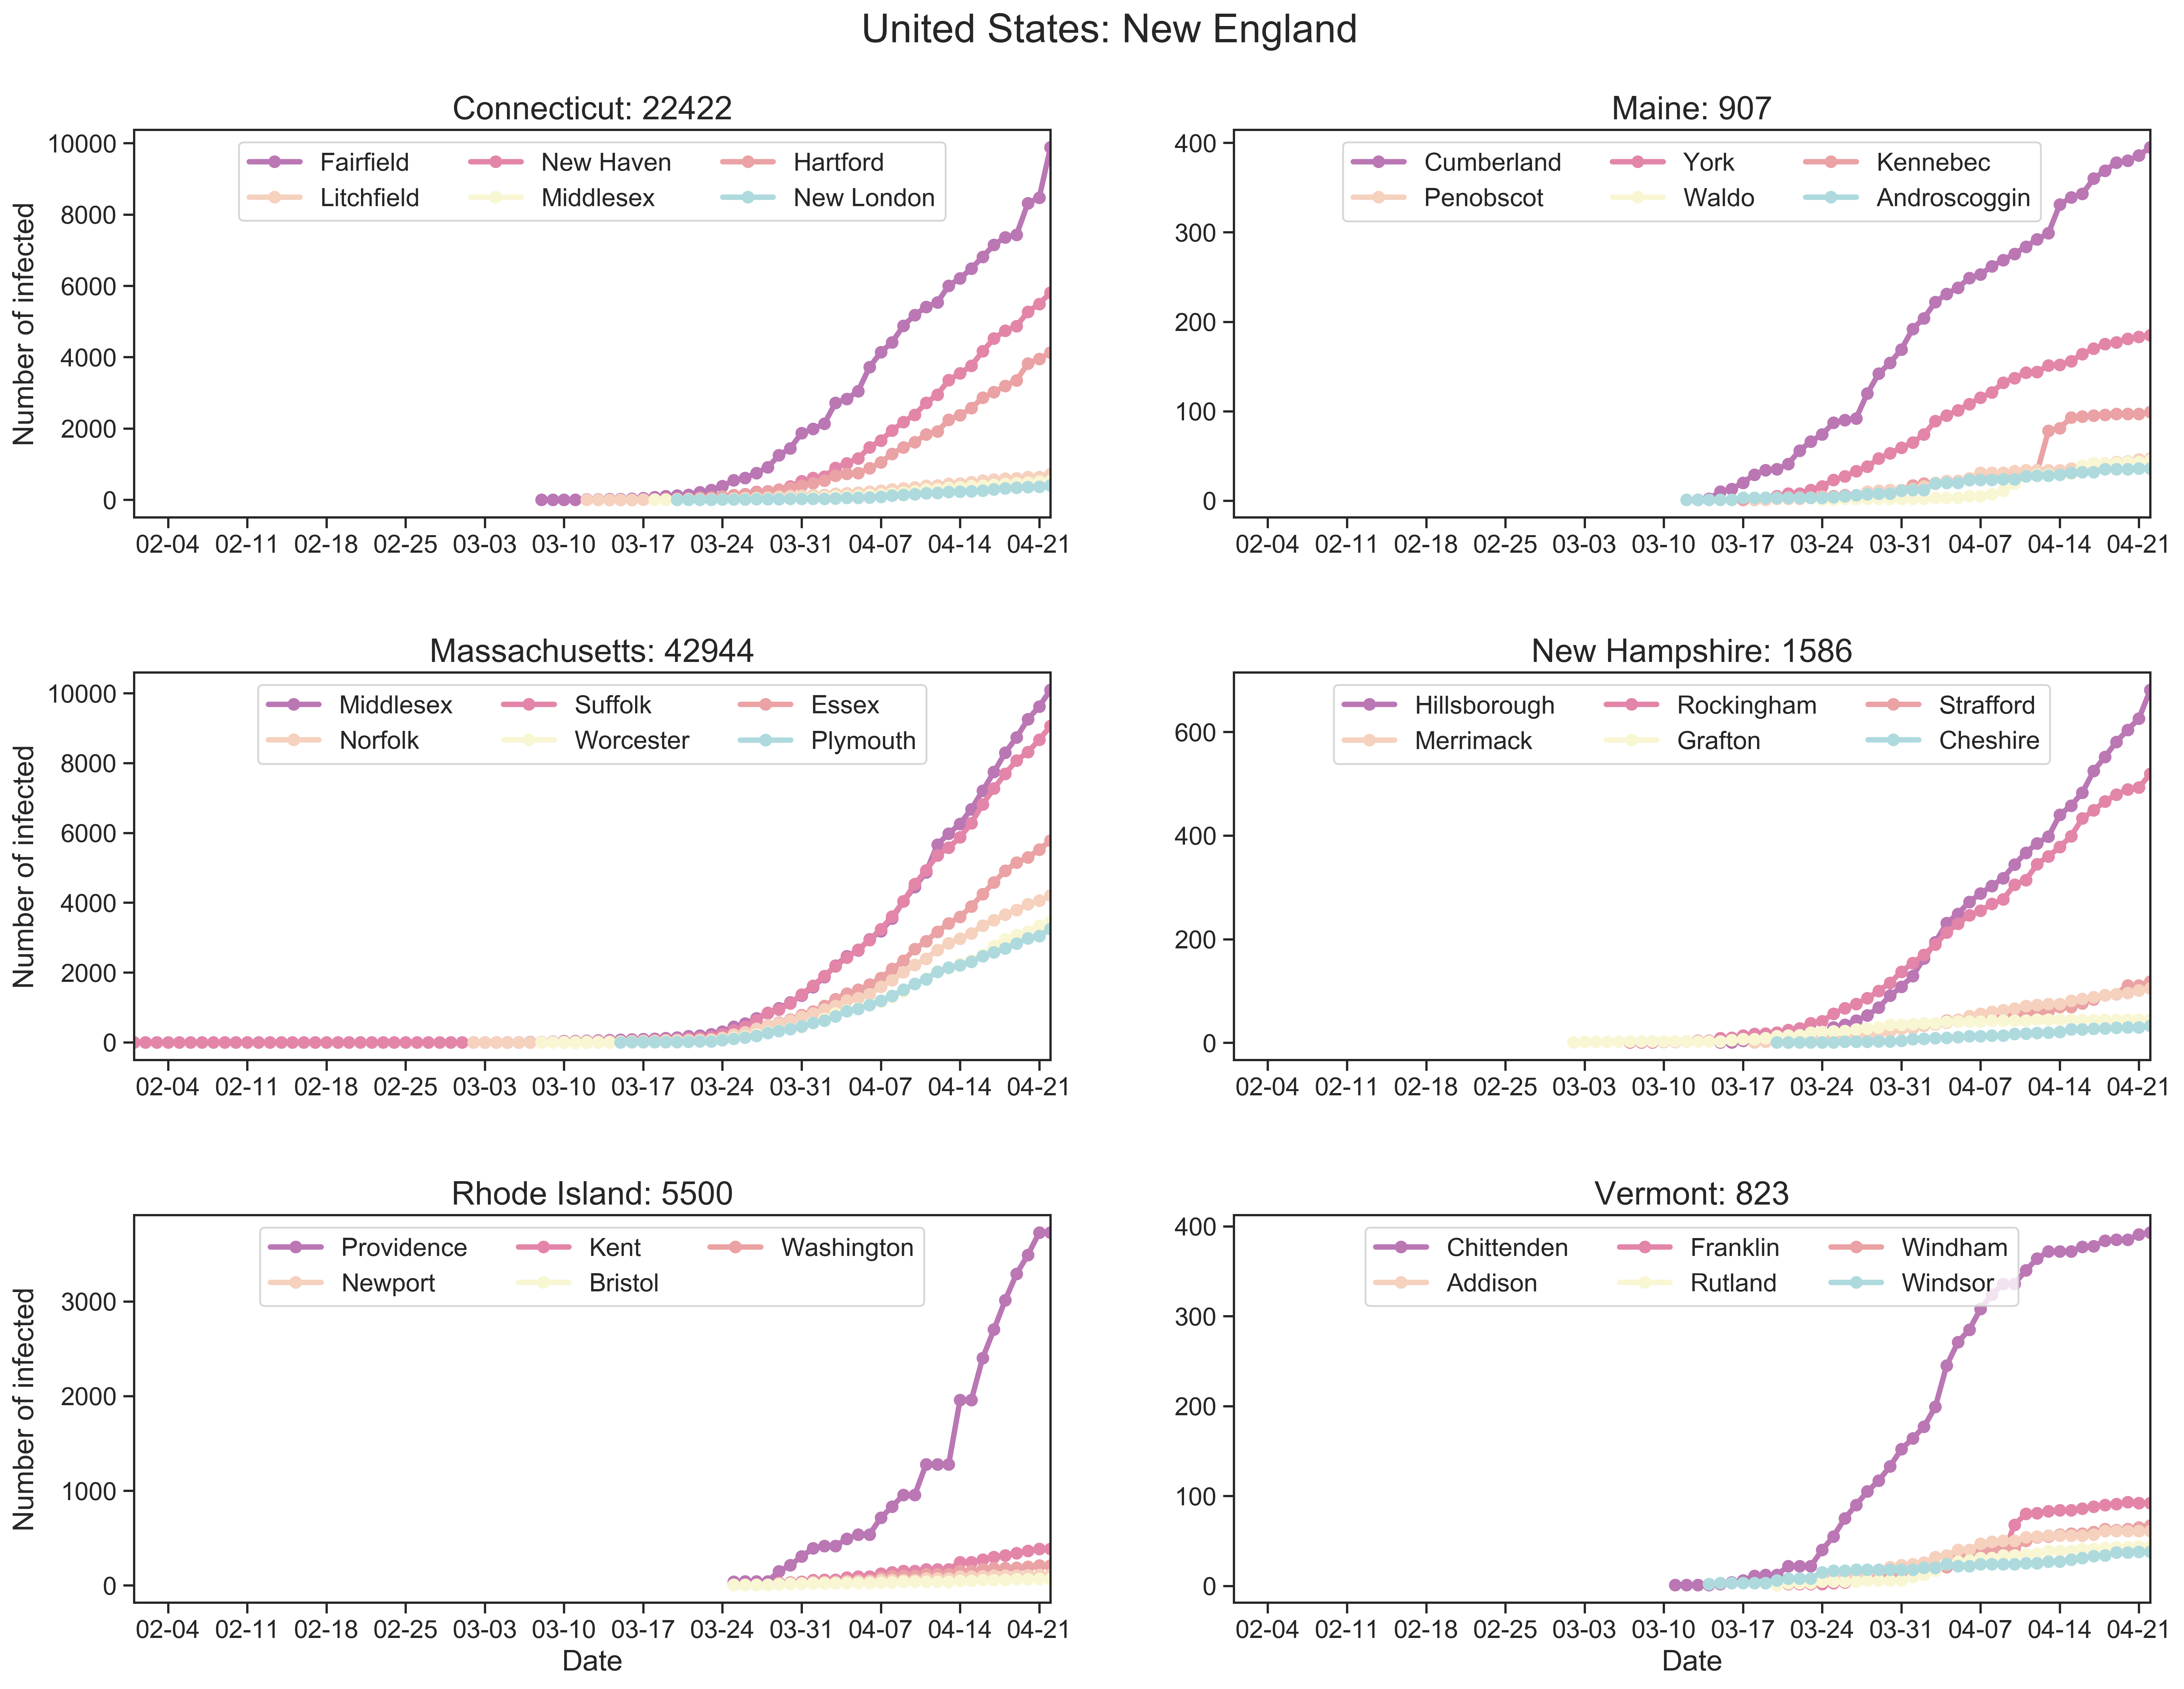 United States: New England
Connecticut: 22422
10000
8000
6000
4000
2000
0
Number of infected
Fairfield New Haven Hartford
Litchfield Middlesex New London
02-04 02-11 02-18 02-25 03-03 03-10 03-17 03-24 03-31 04-07 04-14 04-21
Maine: 907
400
300
200
100
0
Cumberland York Kennebec
Penobscot Waldo Androscoggin
02-04 02-11 02-18 02-25 03-03 03-10 03-17 03-24 03-31 04-07 04-14 04-21
Massachusetts: 42944
10000
8000
6000
4000
2000
0
Number of infected
Middlesex Suffolk Essex
Norfolk Worcester Plymouth
02-04 02-11 02-18 02-25 03-03 03-10 03-17 03-24 03-31 04-07 04-14 04-21
New Hampshire: 1586
600
400
200
0
Hillsborough Rockingham Strafford
Merrimack Grafton Cheshire
02-04 02-11 02-18 02-25 03-03 03-10 03-17 03-24 03-31 04-07 04-14 04-21
Rhode Island: 5500
3000
2000
1000
0
Number of infected
Providence Kent Washington
Newport Bristol
02-04 02-11 02-18 02-25 03-03 03-10 03-17 03-24 03-31 04-07 04-14 04-21
Date
Vermont: 823
400
300
200
100
0
Chittenden Franklin Windham
Addison Rutland Windsor
02-04 02-11 02-18 02-25 03-03 03-10 03-17 03-24 03-31 04-07 04-14 04-21
Date